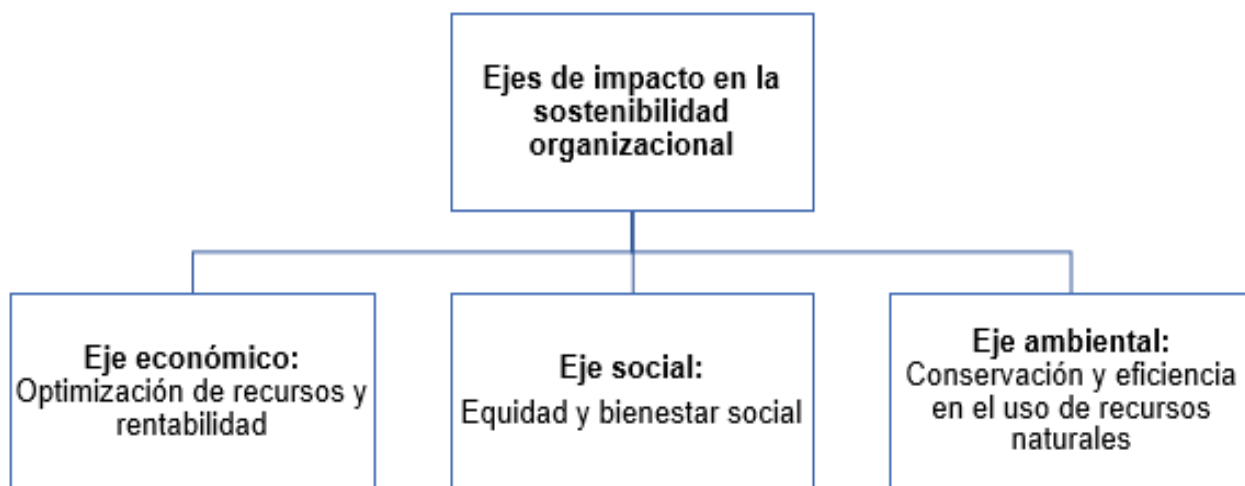 Ejes de impacto en la
sostenibilidad
organizacional
Eje económico:
Optimización de recursos y
rentabilidad
Eje social:
Equidad y bienestar social
Eje ambiental:
Conservación y eficiencia
en el uso de recursos
naturales